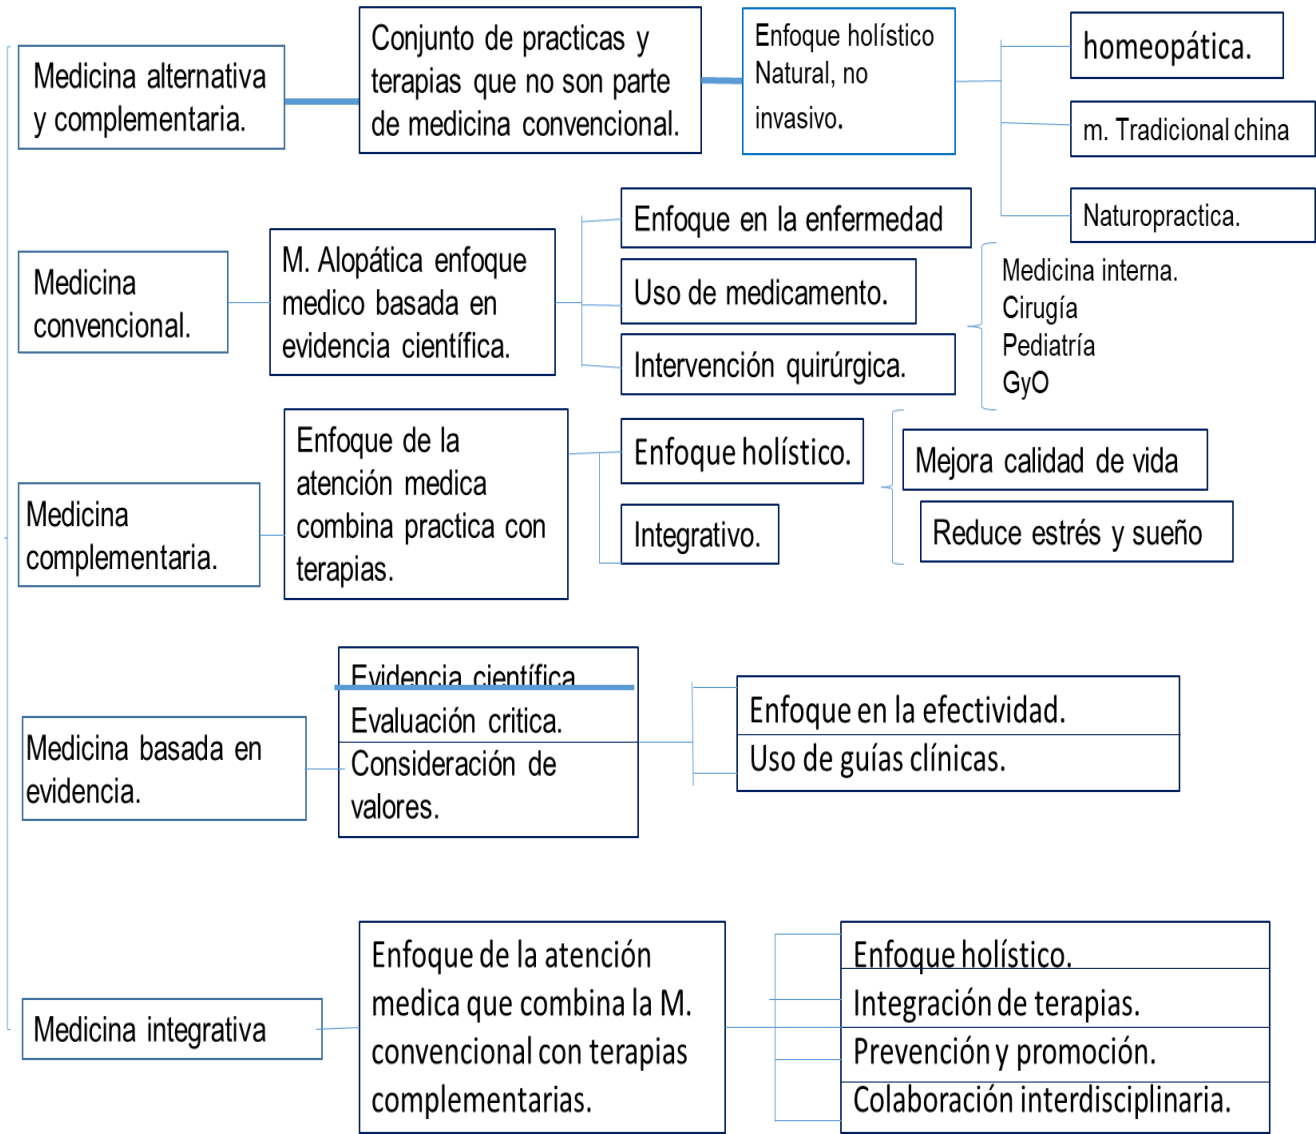 Medicina alternativa
y complementaria.
Conjunto de practicas y
terapias que no son parte
de medicina convencional.
Enfoque holístico
Natural, no
invasivo.
homeopática.
m. Tradicional china
Naturopractica.
Medicina
convencional.
M. Alopática enfoque
medico basada en
evidencia científica.
Enfoque en la enfermedad
Uso de medicamento.
Intervención quirúrgica.
Medicina interna.
Cirugía
Pediatría
GyO
Medicina
complementaria.
Enfoque de la
atención medica
combina practica con
terapias.
Enfoque holístico.
Integrativo.
Mejora calidad de vida
Reduce estrés y sueño
Medicina basada en
evidencia.
Evidencia científica
Evaluación critica.
Consideración de
valores.
Enfoque en la efectividad.
Uso de guías clínicas.
Medicina integrativa
Enfoque de la atención
medica que combina la M.
convencional con terapias
complementarias.
Enfoque holístico.
Integración de terapias.
Prevención y promoción.
Colaboración interdisciplinaria.